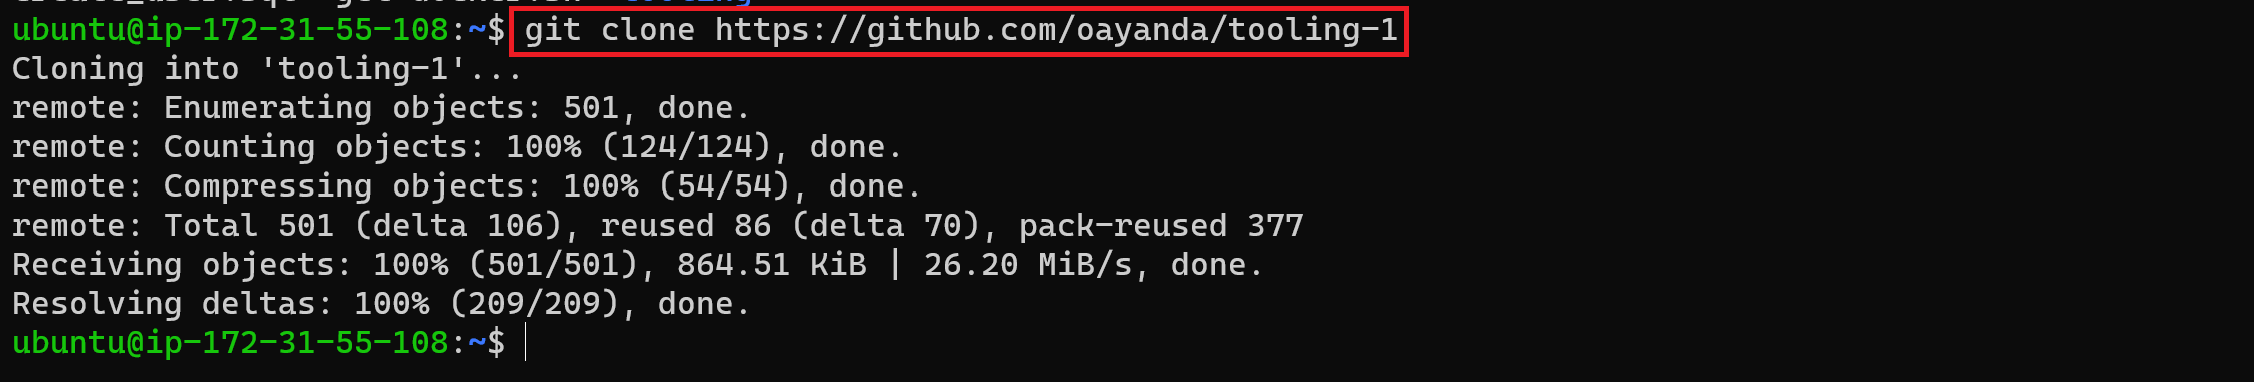 ubuntu@ip-172-31-55-108:~$ git clone https://github.com/oayanda/tooling-1
Cloning into 'tooling-1'...
remote: Enumerating objects: 501, done.
remote: Counting objects: 100% (124/124), done.
remote: Compressing objects: 100% (54/54), done.
remote: Total 501 (delta 106), reused 86 (delta 70), pack-reused 377
Receiving objects: 100% (501/501), 864.51 KiB | 26.20 MiB/s, done.
Resolving deltas: 100% (209/209), done.
ubuntu@ip-172-31-55-108:~$